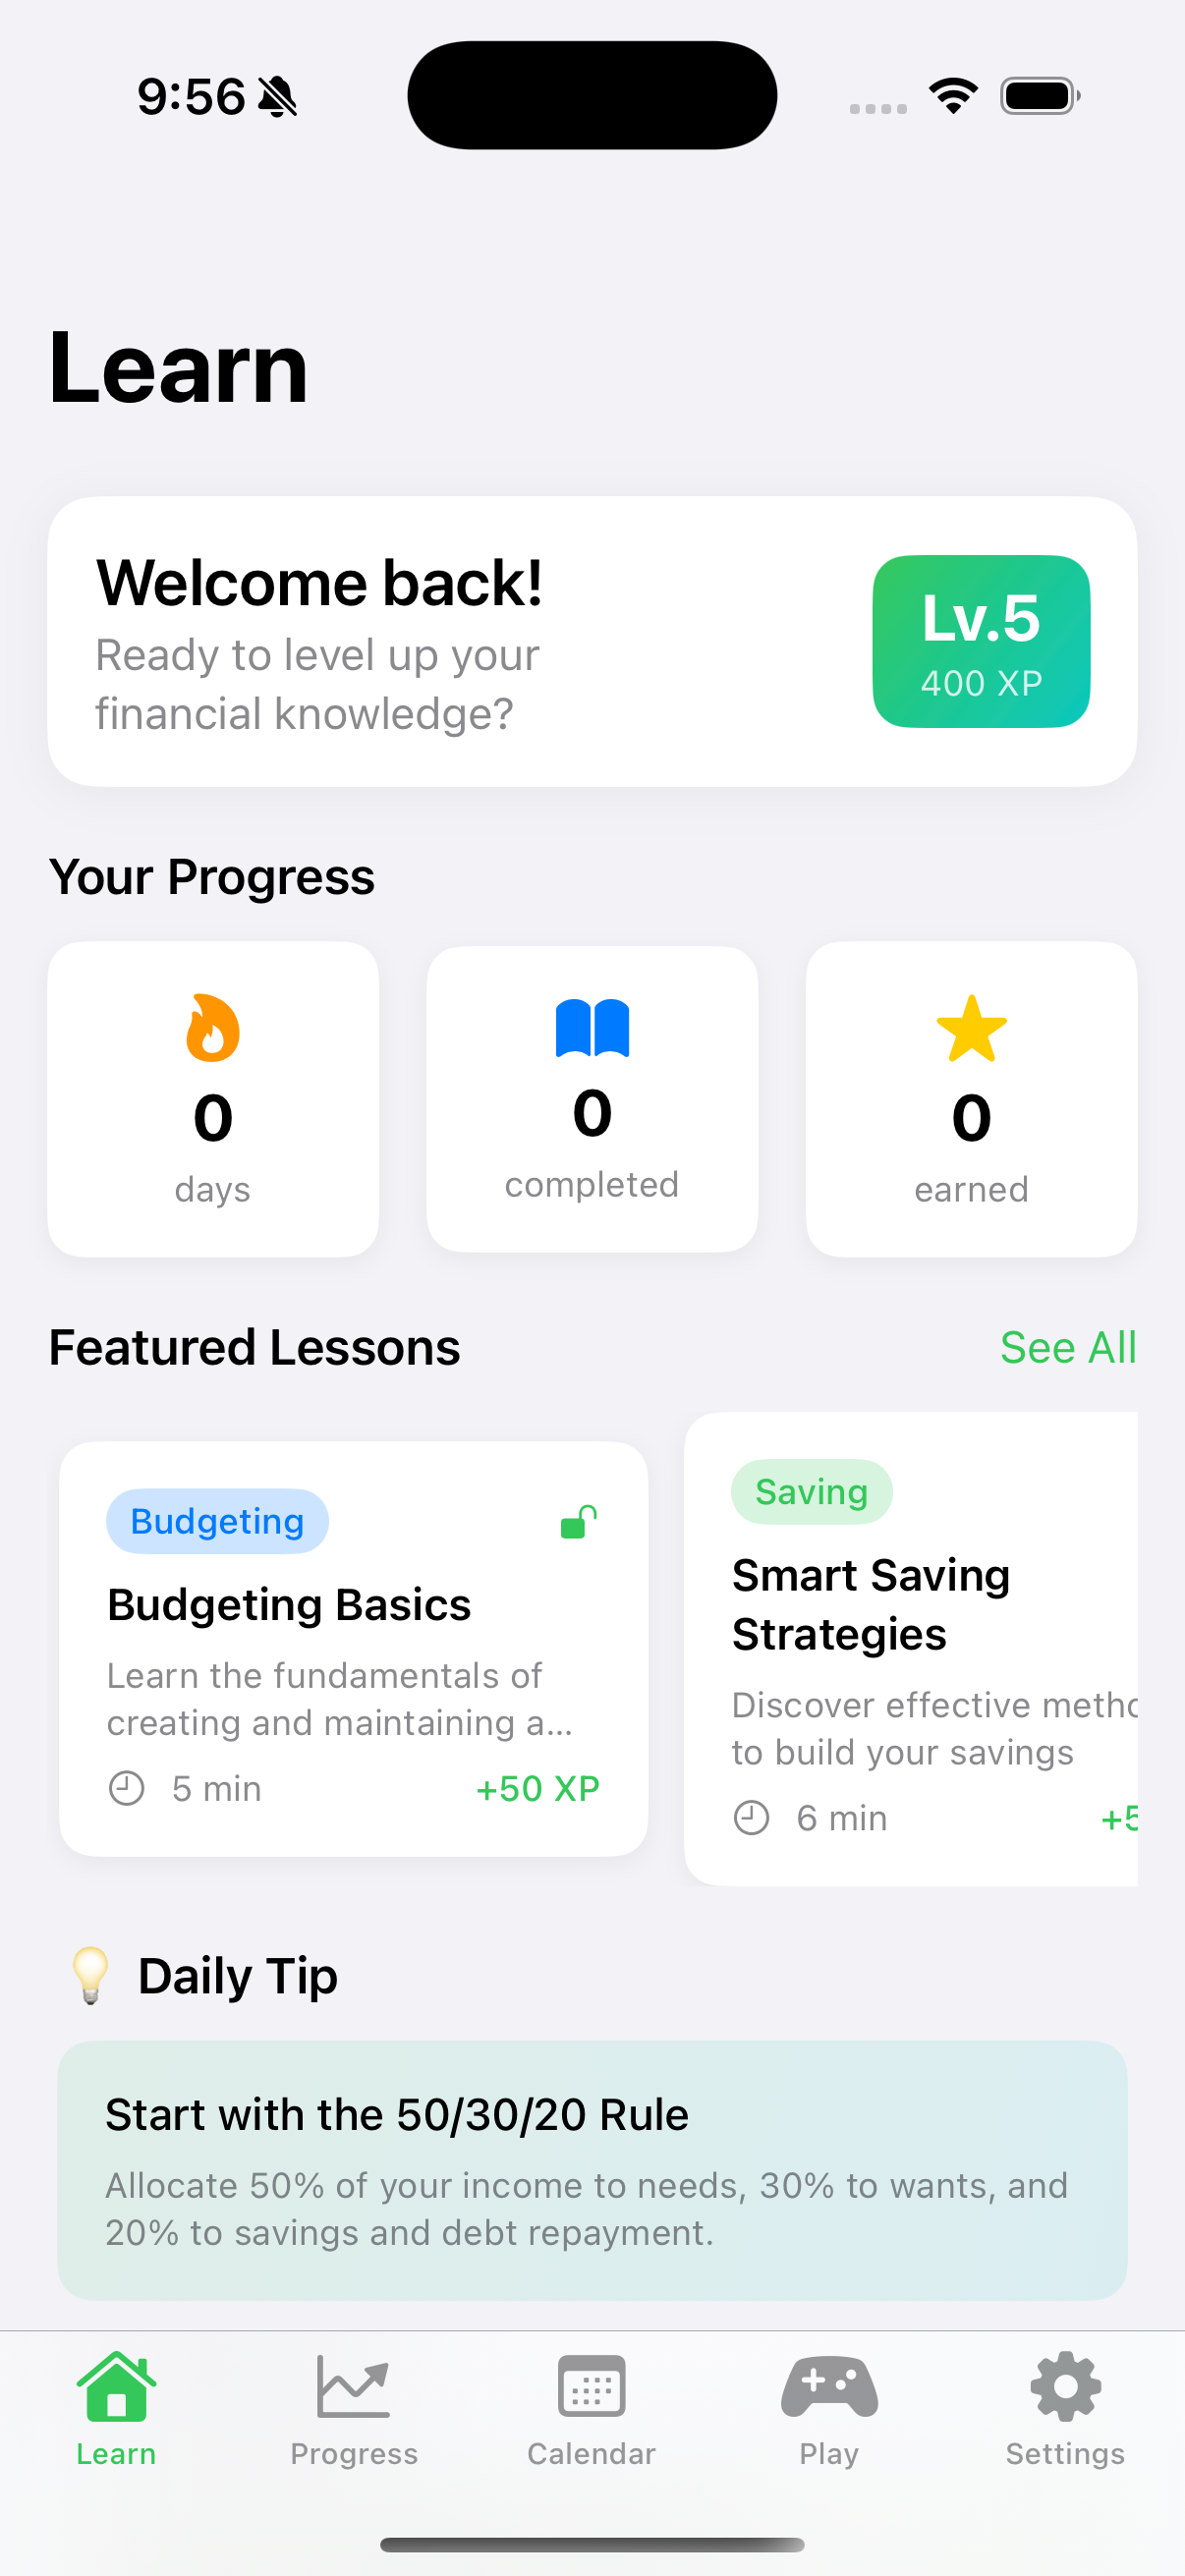 9:56
Learn
Welcome back!
Ready to level up your
financial knowledge?
Lv.5
400 XP
Your Progress
0
days
0
completed
0
earned
Featured Lessons
See All
Budgeting
Budgeting Basics
Learn the fundamentals of
creating and maintaining a...
5 min
+50 XP
Saving
Smart Saving
Strategies
Discover effective metho
to build your savings
6 min
+5
Daily Tip
Start with the 50/30/20 Rule
Allocate 50% of your income to needs, 30% to wants, and
20% to savings and debt repayment.
Learn
Progress
Calendar
Play
Settings